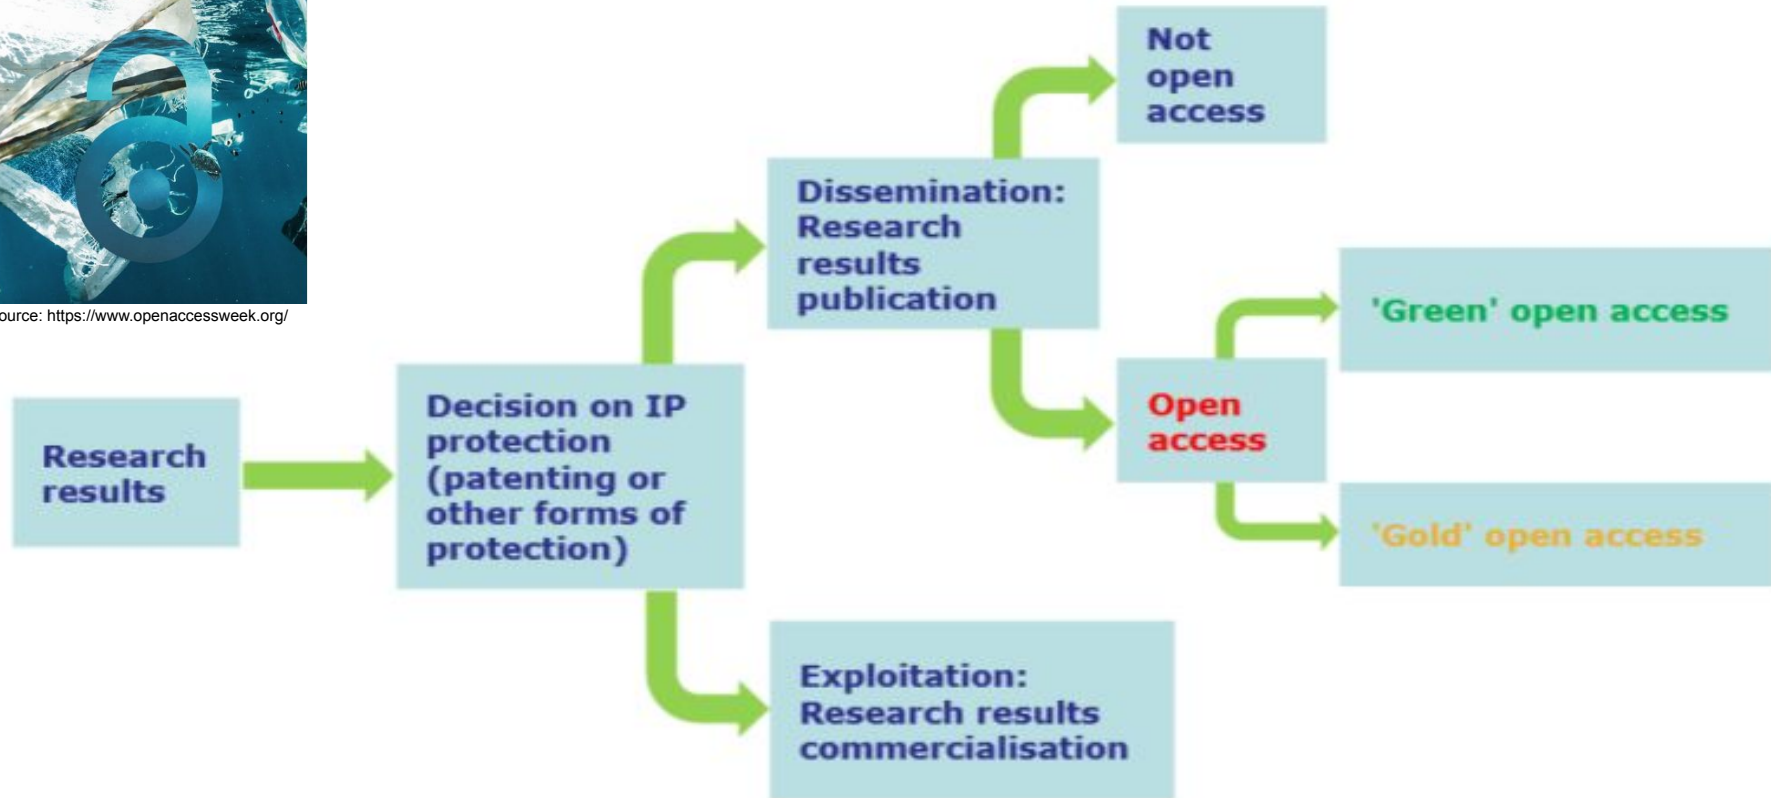 ource: https://www.openaccessweek.org/
Research
results
Decision on IP
protection
(patenting or
other forms of
protection)
Dissemination:
Research
results
publication
Not
open
access
Open
access
'Green' open access
'Gold' open access
Exploitation:
Research results
commercialisation